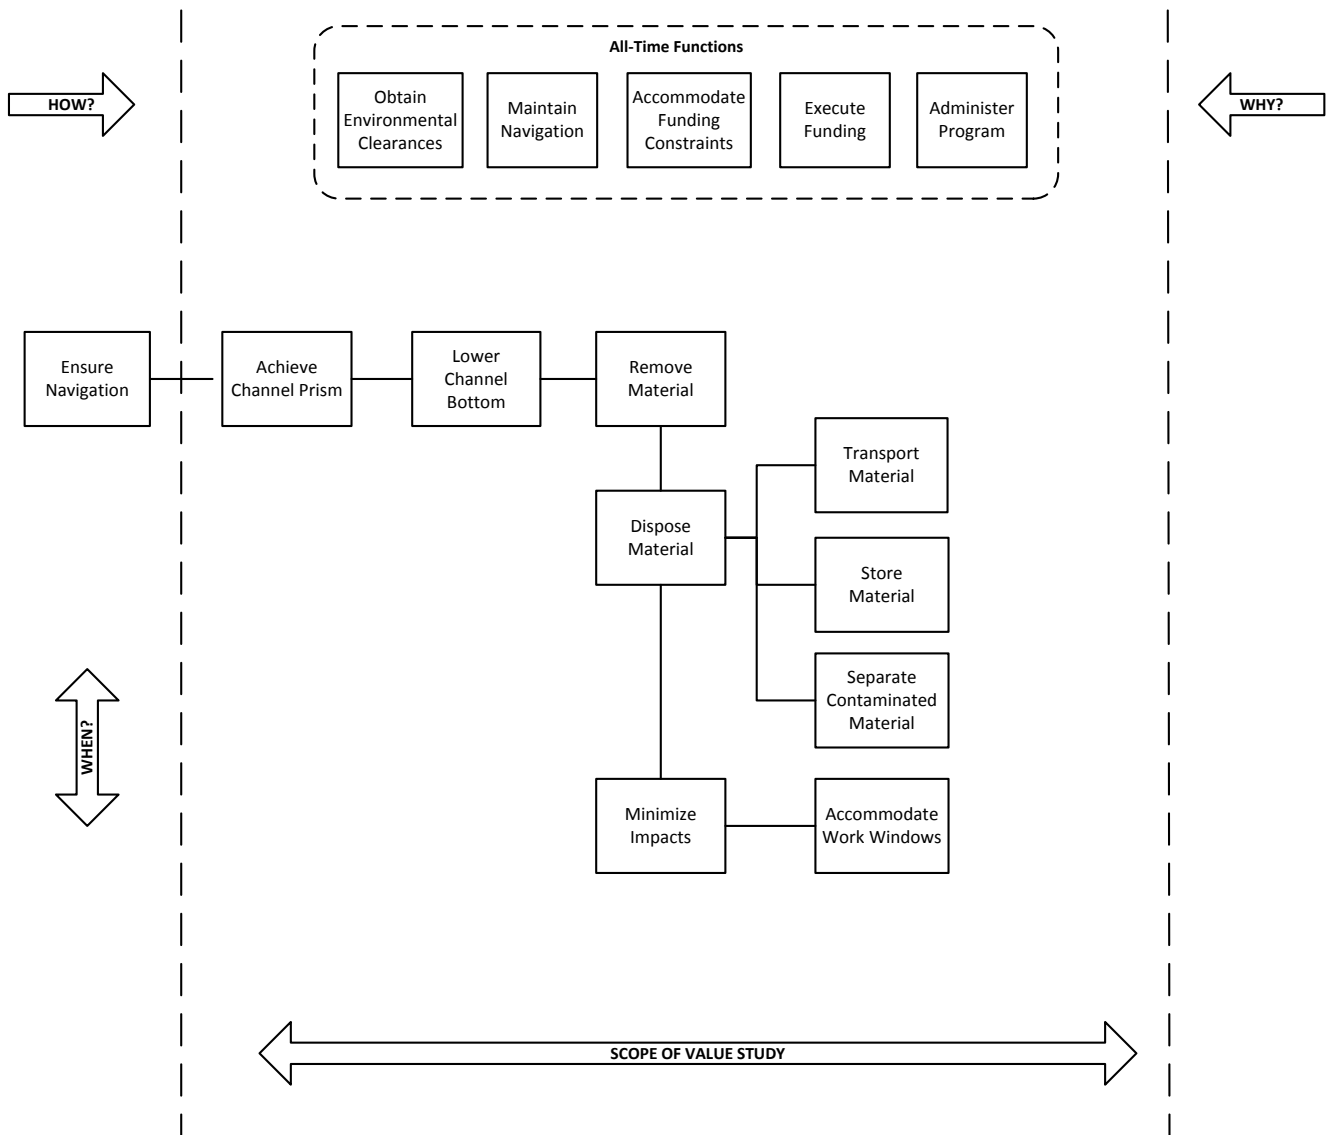 All-Time Functions
HOW?
Obtain
Environmental
Clearances
Maintain
Navigation
Accommodate
Funding
Constraints
Execute
Funding
Administer
Program
WHY?
Ensure
Navigation
Achieve
Channel Prism
Lower
Channel
Bottom
Remove
Material
Transport
Material
Dispose
Material
Store
Material
Separate
Contaminated
Material
WHEN?
Minimize
Impacts
Accommodate
Work Windows
SCOPE OF VALUE STUDY